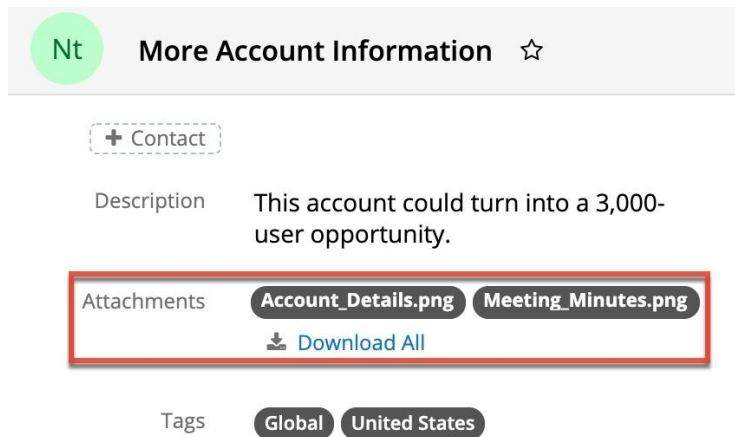 Nt More Account Information
+ Contact
Description This account could turn into a 3,000-
user opportunity.
Attachments Account_Details.png Meeting_Minutes.png
Download All
Tags Global United States